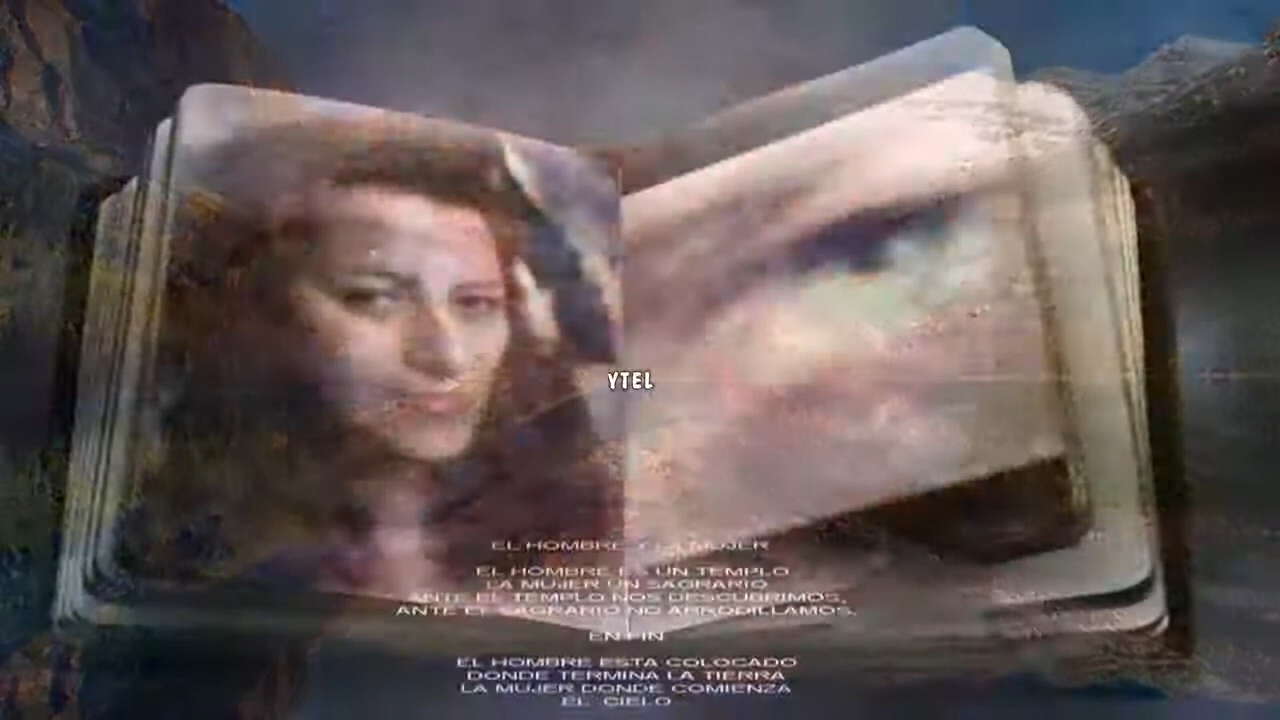 YTEL
EL HOMBRE Y LA MUJER
EL HOMBRE ES UN TEMPLO
LA MUJER UN SAGRARIO
ANTE EL TEMPLO NOS DESCUBRIMOS,
ANTE EL SAGRARIO NO ARRODILLAMOS.
EN FIN
EL HOMBRE ESTA COLOCADO
DONDE TERMINA LA TIERRA
LA MUJER DONDE COMIENZA
EL CIELO